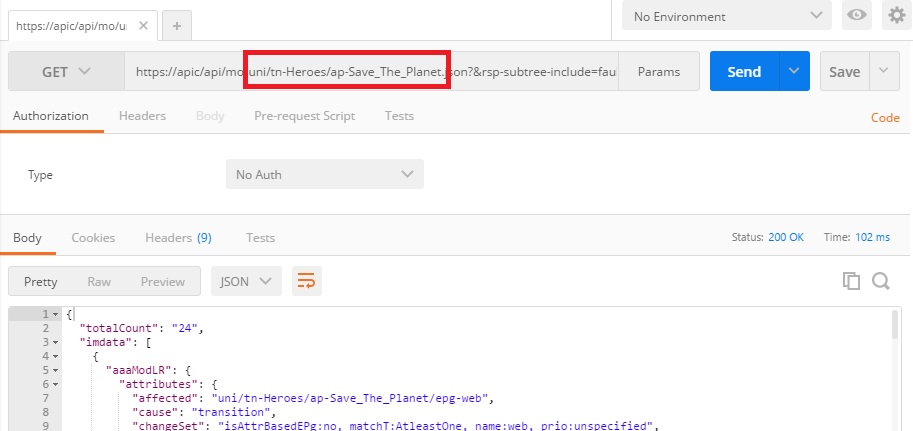 No Environment
https://apic/api/mo/ui
GET
https://apic/api/mo/uni/tn-Heroes/ap-Save_The_Planet.json?&rsp-subtree-include=fau
Params
Send
Save
Authorization
Headers
Body
Pre-request Script
Tests
Code
Type
No Auth
Body
Cookies
Headers (9)
Tests
Status: 200 OK
Time: 102 ms
Pretty
Raw
Preview
JSON
1 {
2 "totalCount": "24",
3 "imdata": [
4 {
5 "aaaModLR": {
6 "attributes": {
7 "affected": "uni/tn-Heroes/ap-Save_The_Planet/epg-web",
8 "cause": "transition",
9 "changeSet": "isAttrBasedEPg:no, matchT:AtleastOne, name:web, prio:unspecified",